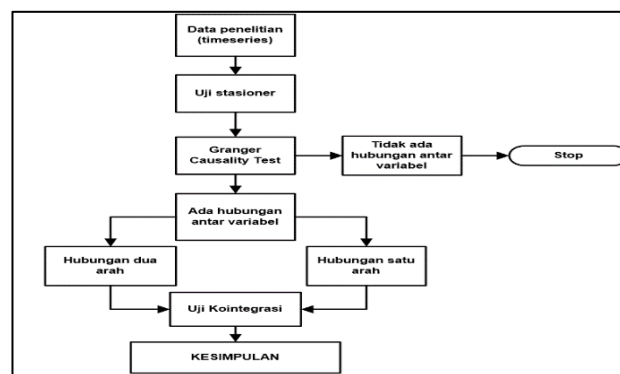 Data penelitian
(timeseries)
Uji stasioner
Granger
Causality Test
Tidak ada
hubungan antar
variabel
Stop
Ada hubungan
antar variabel
Hubungan dua
arah
Hubungan satu
arah
Uji Kointegrasi
KESIMPULAN